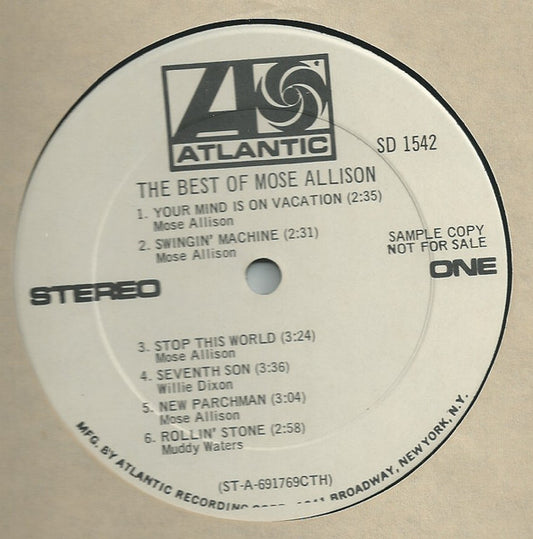 ATLANTIC
SD 1542
THE BEST OF MOSE ALLISON
1. YOUR MIND IS ON VACATION (2:35)
Mose Allison
2. SWINGIN' MACHINE (2:31)
Mose Allison
SAMPLE COPY
NOT FOR SALE
STEREO
ONE
3. STOP THIS WORLD (3:24)
Mose Allison
4. SEVENTH SON (3:36)
Willie Dixon
5. NEW PARCHMAN (3:04)
Mose Allison
6. ROLLIN' STONE (2:58)
Muddy Waters
(ST-A-691769CTH)
MFG. BY ATLANTIC RECORDING BROADWAY, NEW YORK, N.Y.